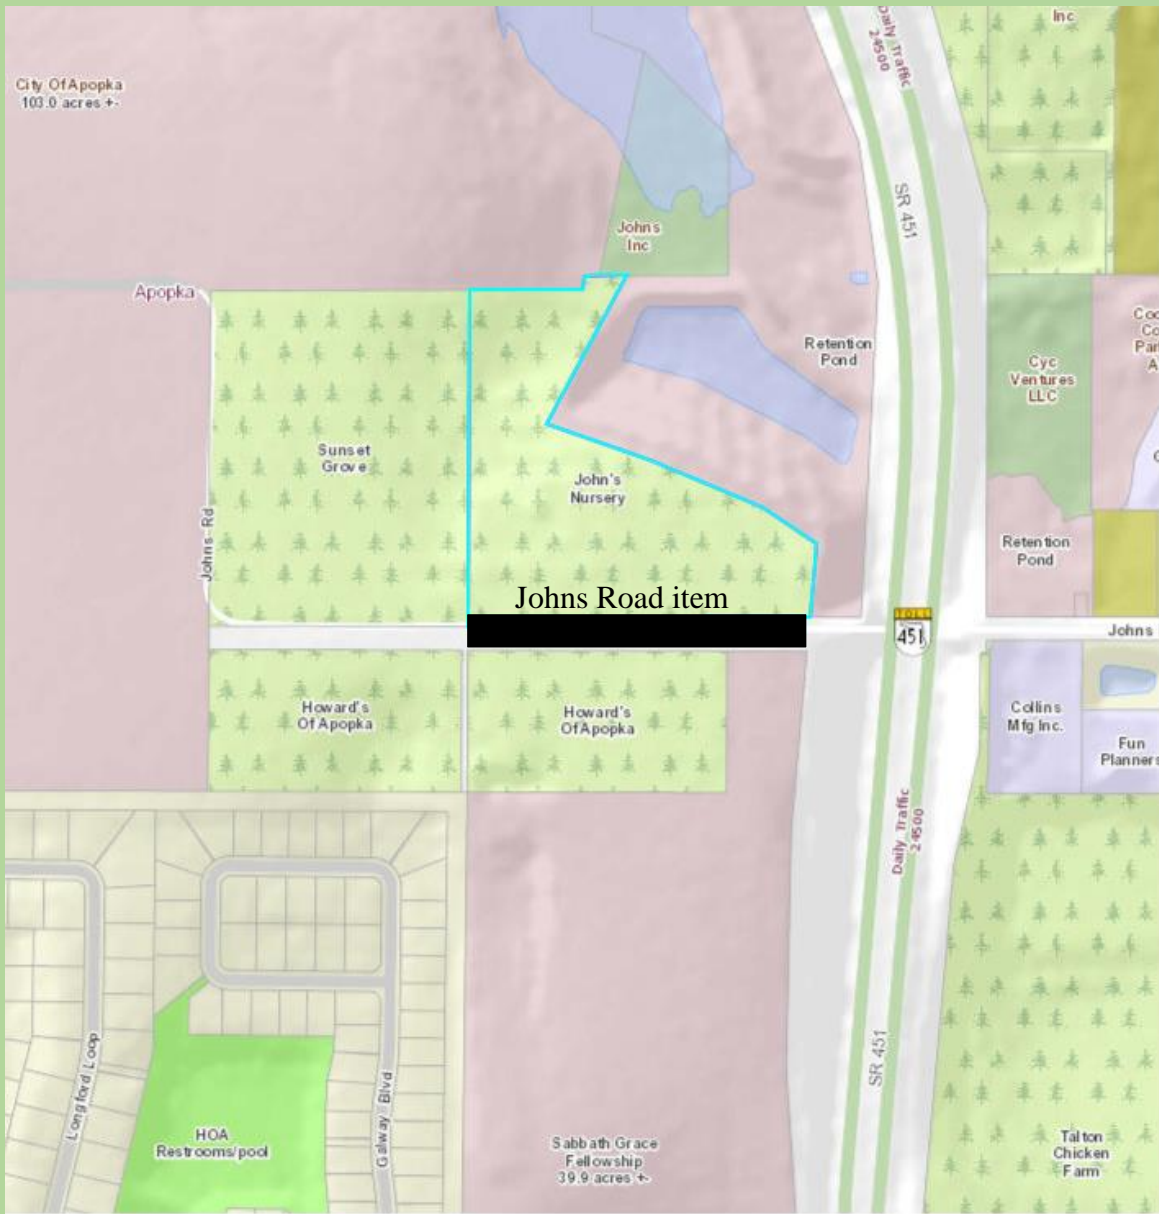 Inc
Daily Traffic
24500
City Of Apopka
103.0 acres +-
SR 451
Johns
Inc
Apopka
Retention
Pond
Cyc
Ventures
LLC
Sunset
Grove
John's
Nursery
Johns Rd
Retention
Pond
Johns Road item
TOLL
451
Johns
Howard's
Of Apopka
Howard's
Of Apopka
Collins
Mfg Inc.
Fun
Planners
Daily Traffic
24500
Longford Loop
Galway Blvd
SR 451
HOA
Restrooms/pool
Sabbath Grace
Fellowship
39.9 acres +-
Talton
Chicken
Farm